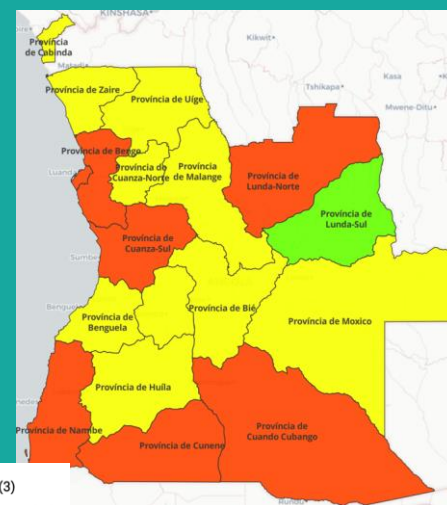 KINSHASA
Província
de Cabinda
Matadi
Kikwit
Tshikapa
Kasa
Mwene-Ditu
Província de Zaire
Província de Uíge
Província de Bengo
Luanda
Província de
Cuanza-Norte
Província
de Malange
Província de
Lunda-Norte
Província de
Lunda-Sul
Província de
Cuanza-Sul
Sumbe
Benguela
Província de
Benguela
Província de Bié
Província de Moxico
Província de Huíla
Província de Nambe
Província de Cunene
Província de
Cuando Cubango
(3)
Rundu